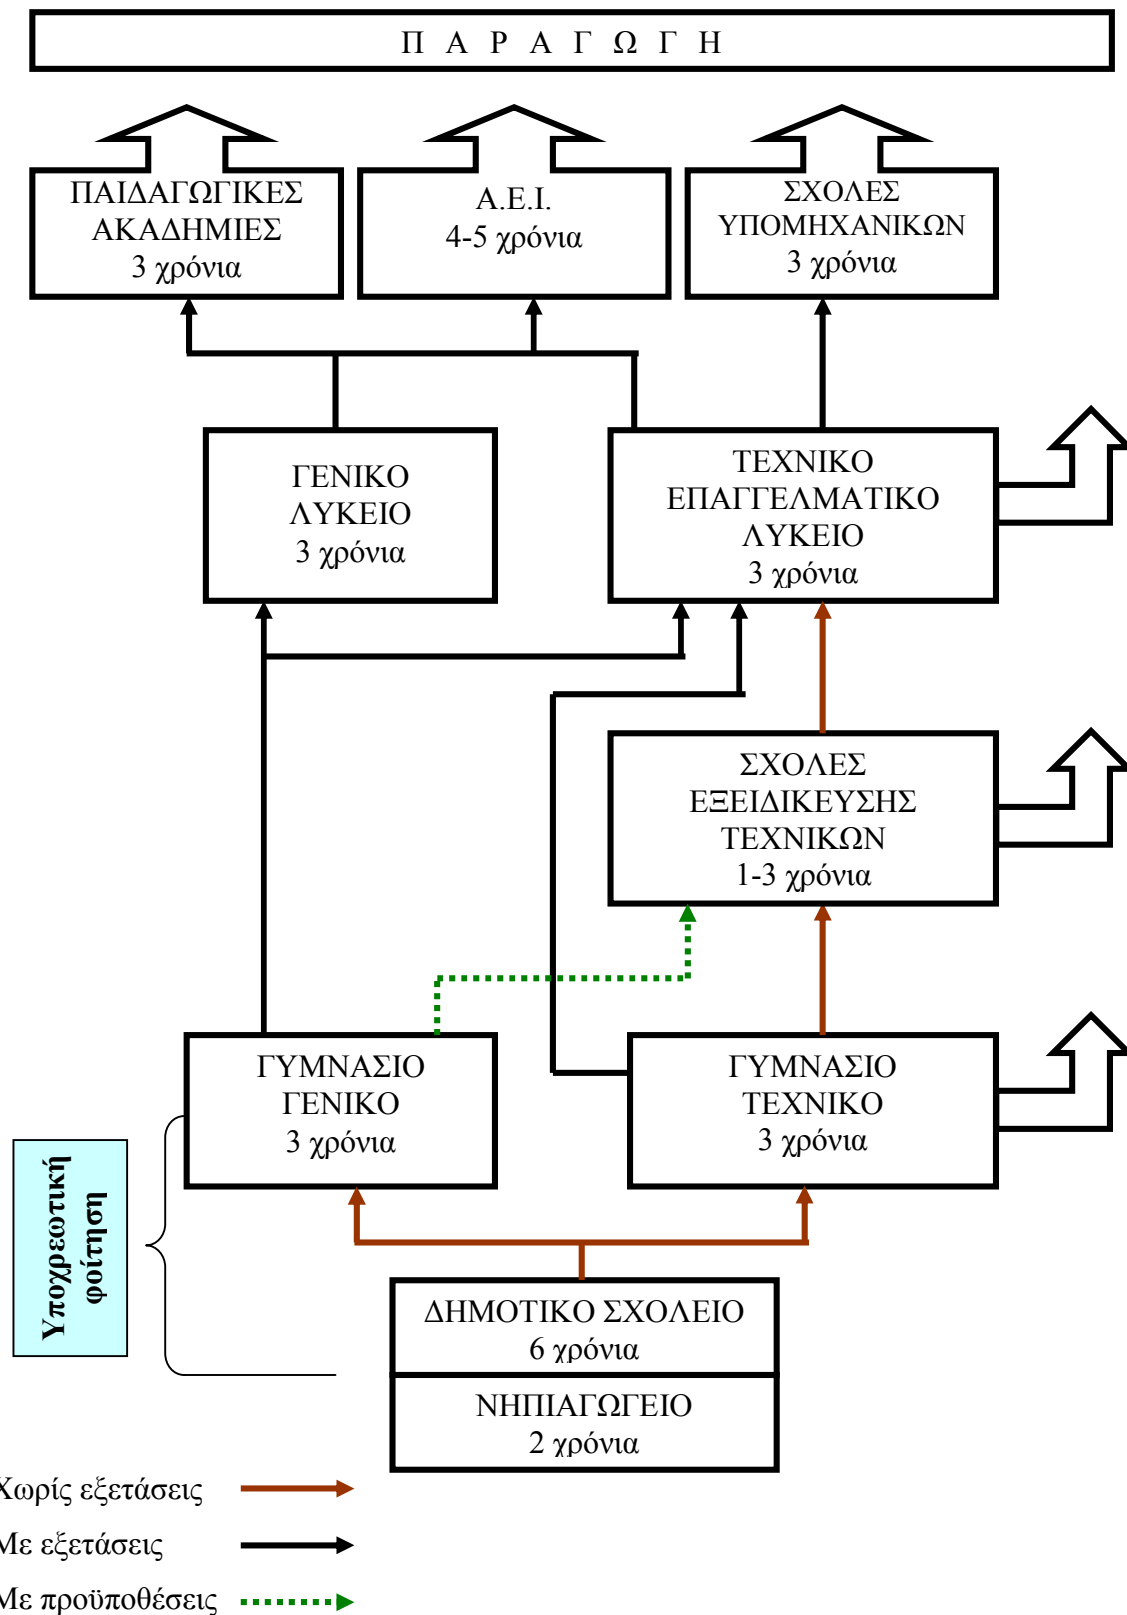 Π Α Ρ Α Γ Ω Γ Η
ΠΑΙΔΑΓΩΓΙΚΕΣ
ΑΚΑΔΗΜΙΕΣ
3 χρόνια
Α.Ε.Ι.
4-5 χρόνια
ΣΧΟΛΕΣ
ΥΠΟΜΗΧΑΝΙΚΩΝ
3 χρόνια
ΓΕΝΙΚΟ
ΛΥΚΕΙΟ
3 χρόνια
ΤΕΧΝΙΚΟ
ΕΠΑΓΓΕΛΜΑΤΙΚΟ
ΛΥΚΕΙΟ
3 χρόνια
ΣΧΟΛΕΣ
ΕΞΕΙΔΙΚΕΥΣΗΣ
ΤΕΧΝΙΚΩΝ
1-3 χρόνια
ΓΥΜΝΑΣΙΟ
ΓΕΝΙΚΟ
3 χρόνια
ΓΥΜΝΑΣΙΟ
ΤΕΧΝΙΚΟ
3 χρόνια
Υποχρεωτική
φοίτηση
ΔΗΜΟΤΙΚΟ ΣΧΟΛΕΙΟ
6 χρόνια
ΝΗΠΙΑΓΩΓΕΙΟ
2 χρόνια
Χωρίς εξετάσεις
Με εξετάσεις
Με προϋποθέσεις